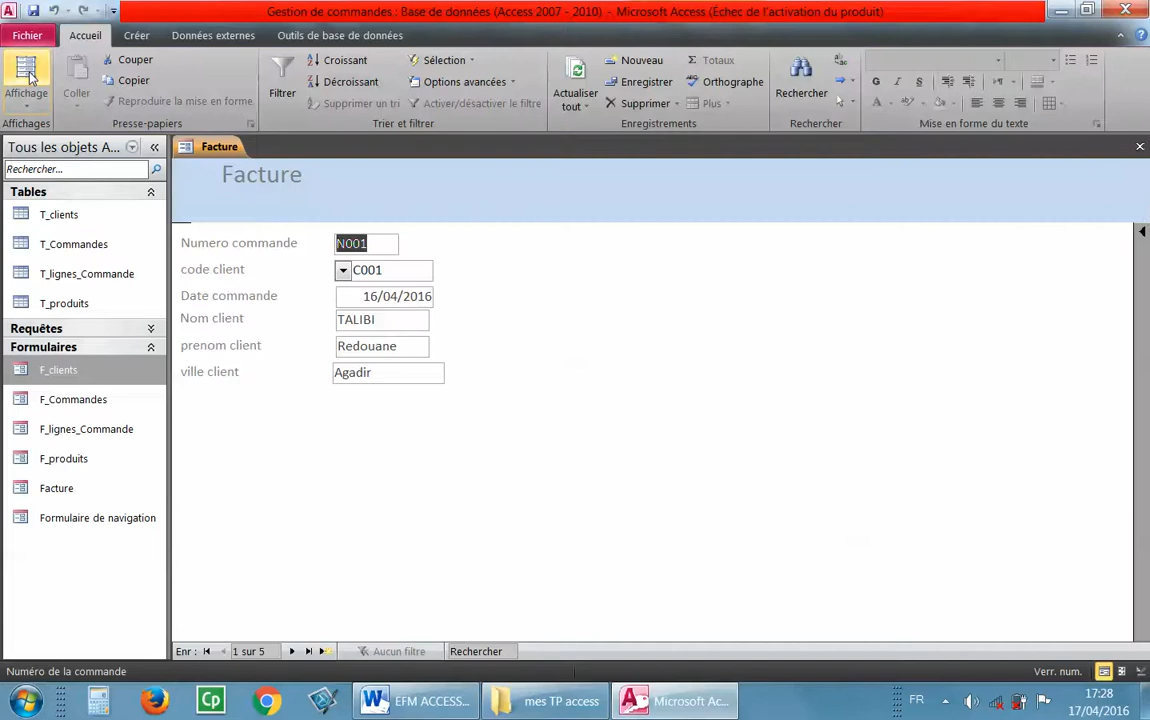 Gestion de commandes : Base de données (Access 2007 - 2010) - Microsoft Access (Échec de l'activation du produit)
Fichier Accueil Créer Données externes Outils de base de données
Affichage
Affichages
Coller
Couper
Copier
Reproduire la mise en forme
Presse-papiers
Filtrer
Croissant
Décroissant
Supprimer un tri
Sélection
Options avancées
Activer/désactiver le filtre
Trier et filtrer
Actualiser
tout
Nouveau
Enregistrer
Supprimer
Totaux
Orthographe
Plus
Enregistrements
Rechercher
Rechercher
G I S
A
Mise en forme du texte
Tous les objets A...
Rechercher...
Tables
T_clients
T_Commandes
T_lignes_Commande
T_produits
Requêtes
Formulaires
F_clients
F_Commandes
F_lignes_Commande
F_produits
Facture
Formulaire de navigation
Facture
Facture
Numero commande N001
code client C001
Date commande 16/04/2016
Nom client TALIBI
prenom client Redouane
ville client Agadir
Enr : 1 sur 5 Aucun filtre Rechercher
Numéro de la commande Verr. num.
Cp EFM ACCESS... mes TP access Microsoft Ac... FR 17:28
17/04/2016